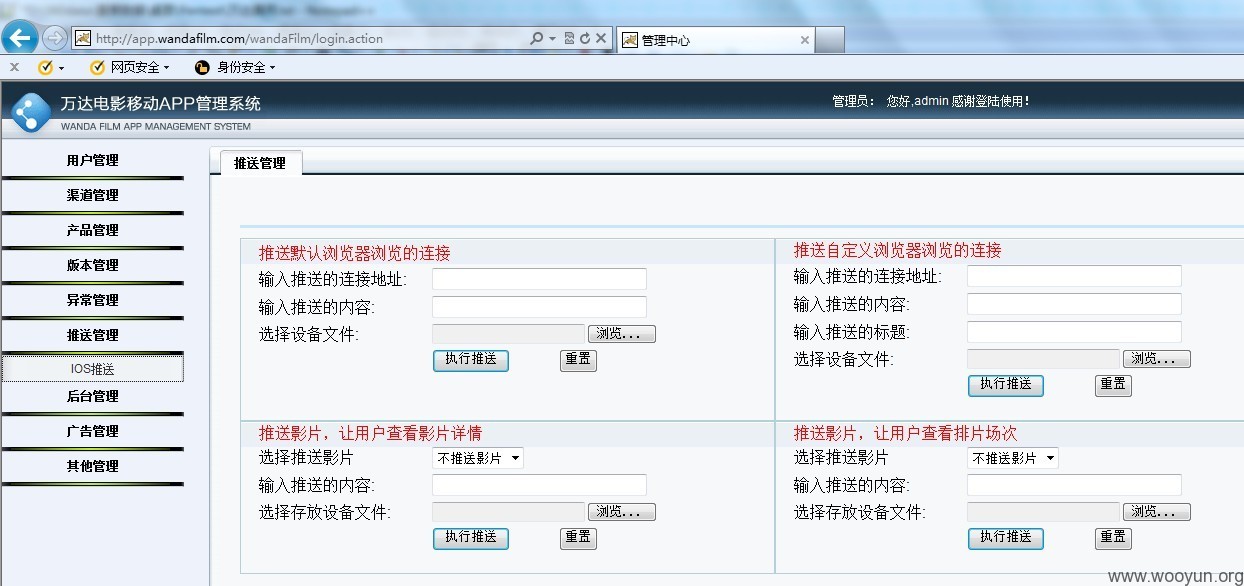 http://app.wandafilm.com/wandaFilm/login.action
管理中心
网页安全
身份安全
万达电影移动APP管理系统
WANDA FILM APP MANAGEMENT SYSTEM
管理员： 您好,admin 感谢登陆使用!
用户管理
渠道管理
产品管理
版本管理
异常管理
推送管理
IOS推送
后台管理
广告管理
其他管理
推送管理
推送默认浏览器浏览的连接
输入推送的连接地址:
输入推送的内容:
选择设备文件:
浏览...
执行推送
重置
推送自定义浏览器浏览的连接
输入推送的连接地址:
输入推送的内容:
输入推送的标题:
选择设备文件:
浏览...
执行推送
重置
推送影片，让用户查看影片详情
选择推送影片
不推送影片
输入推送的内容:
选择存放设备文件:
浏览...
执行推送
重置
推送影片，让用户查看排片场次
选择推送影片
不推送影片
输入推送的内容:
选择存放设备文件:
浏览...
执行推送
重置
www.wooyun.org